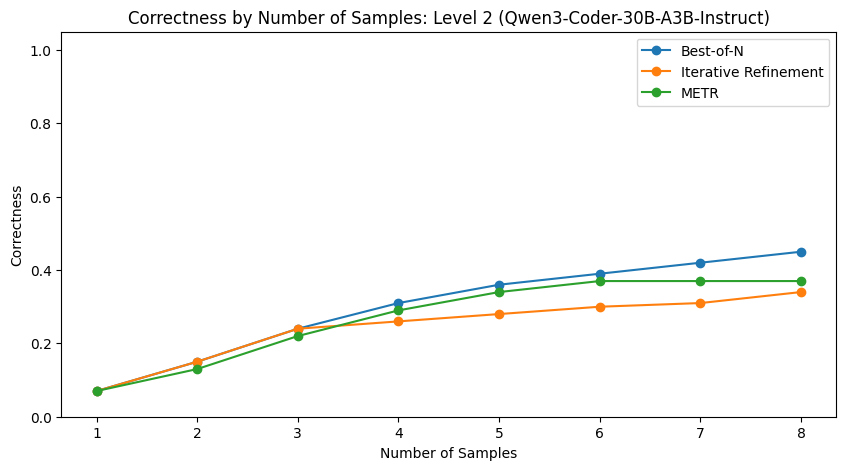 Correctness by Number of Samples: Level 2 (Qwen3-Coder-30B-A3B-Instruct)
Best-of-N
Iterative Refinement
METR
Correctness
1.0
0.8
0.6
0.4
0.2
0.0
1 2 3 4 5 6 7 8
Number of Samples